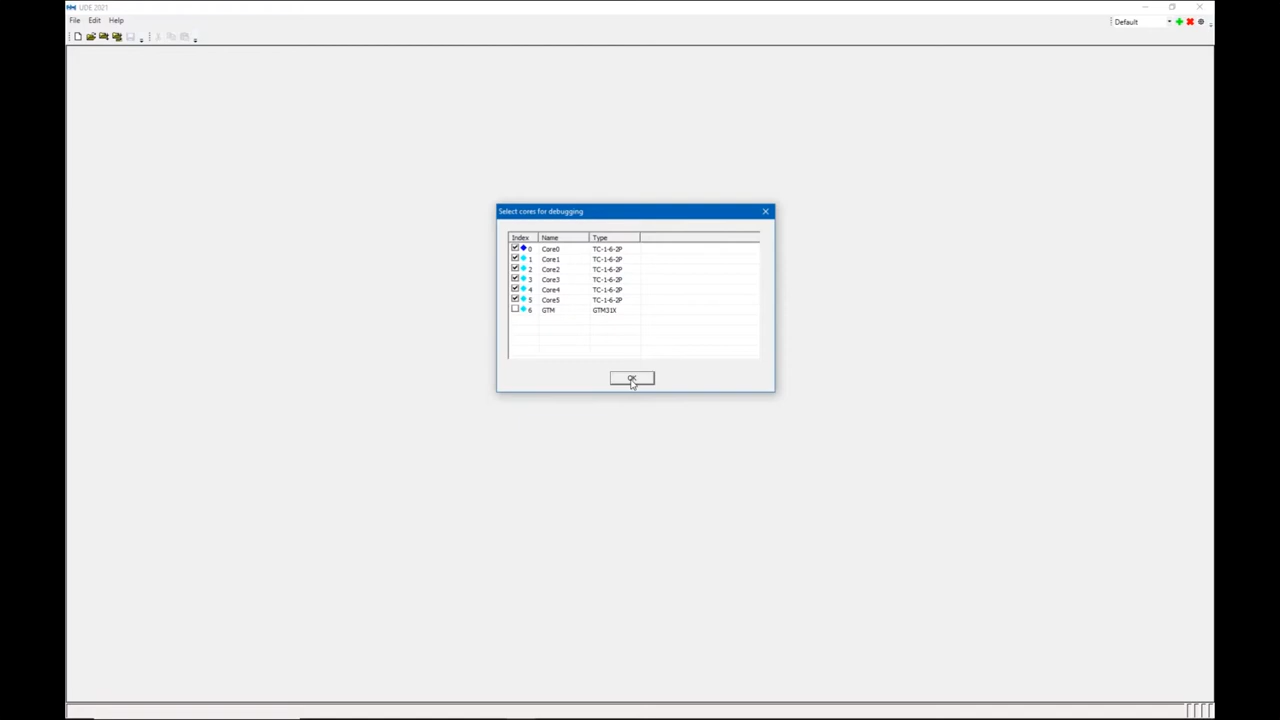 UDE 2021
File Edit Help
Default
Select cores for debugging
Index Name Type
0 Core0 TC-1-6-2P
1 Core1 TC-1-6-2P
2 Core2 TC-1-6-2P
3 Core3 TC-1-6-2P
4 Core4 TC-1-6-2P
5 Core5 TC-1-6-2P
6 GTM GTM31X
OK